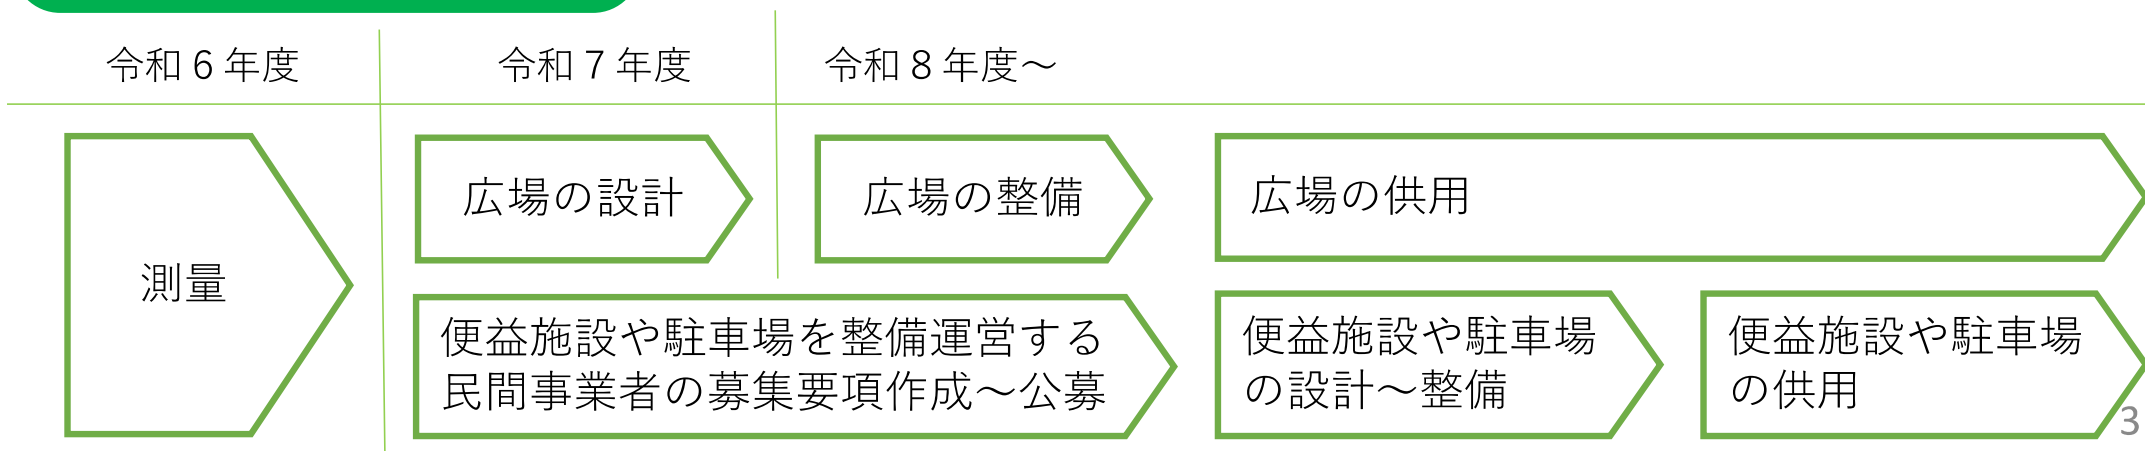 令和６年度
令和７年度
令和８年度～
測量
広場の設計
広場の整備
広場の供用
便益施設や駐車場を整備運営する
民間事業者の募集要項作成～公募
便益施設や駐車場
の設計～整備
便益施設や駐車場
の供用
3